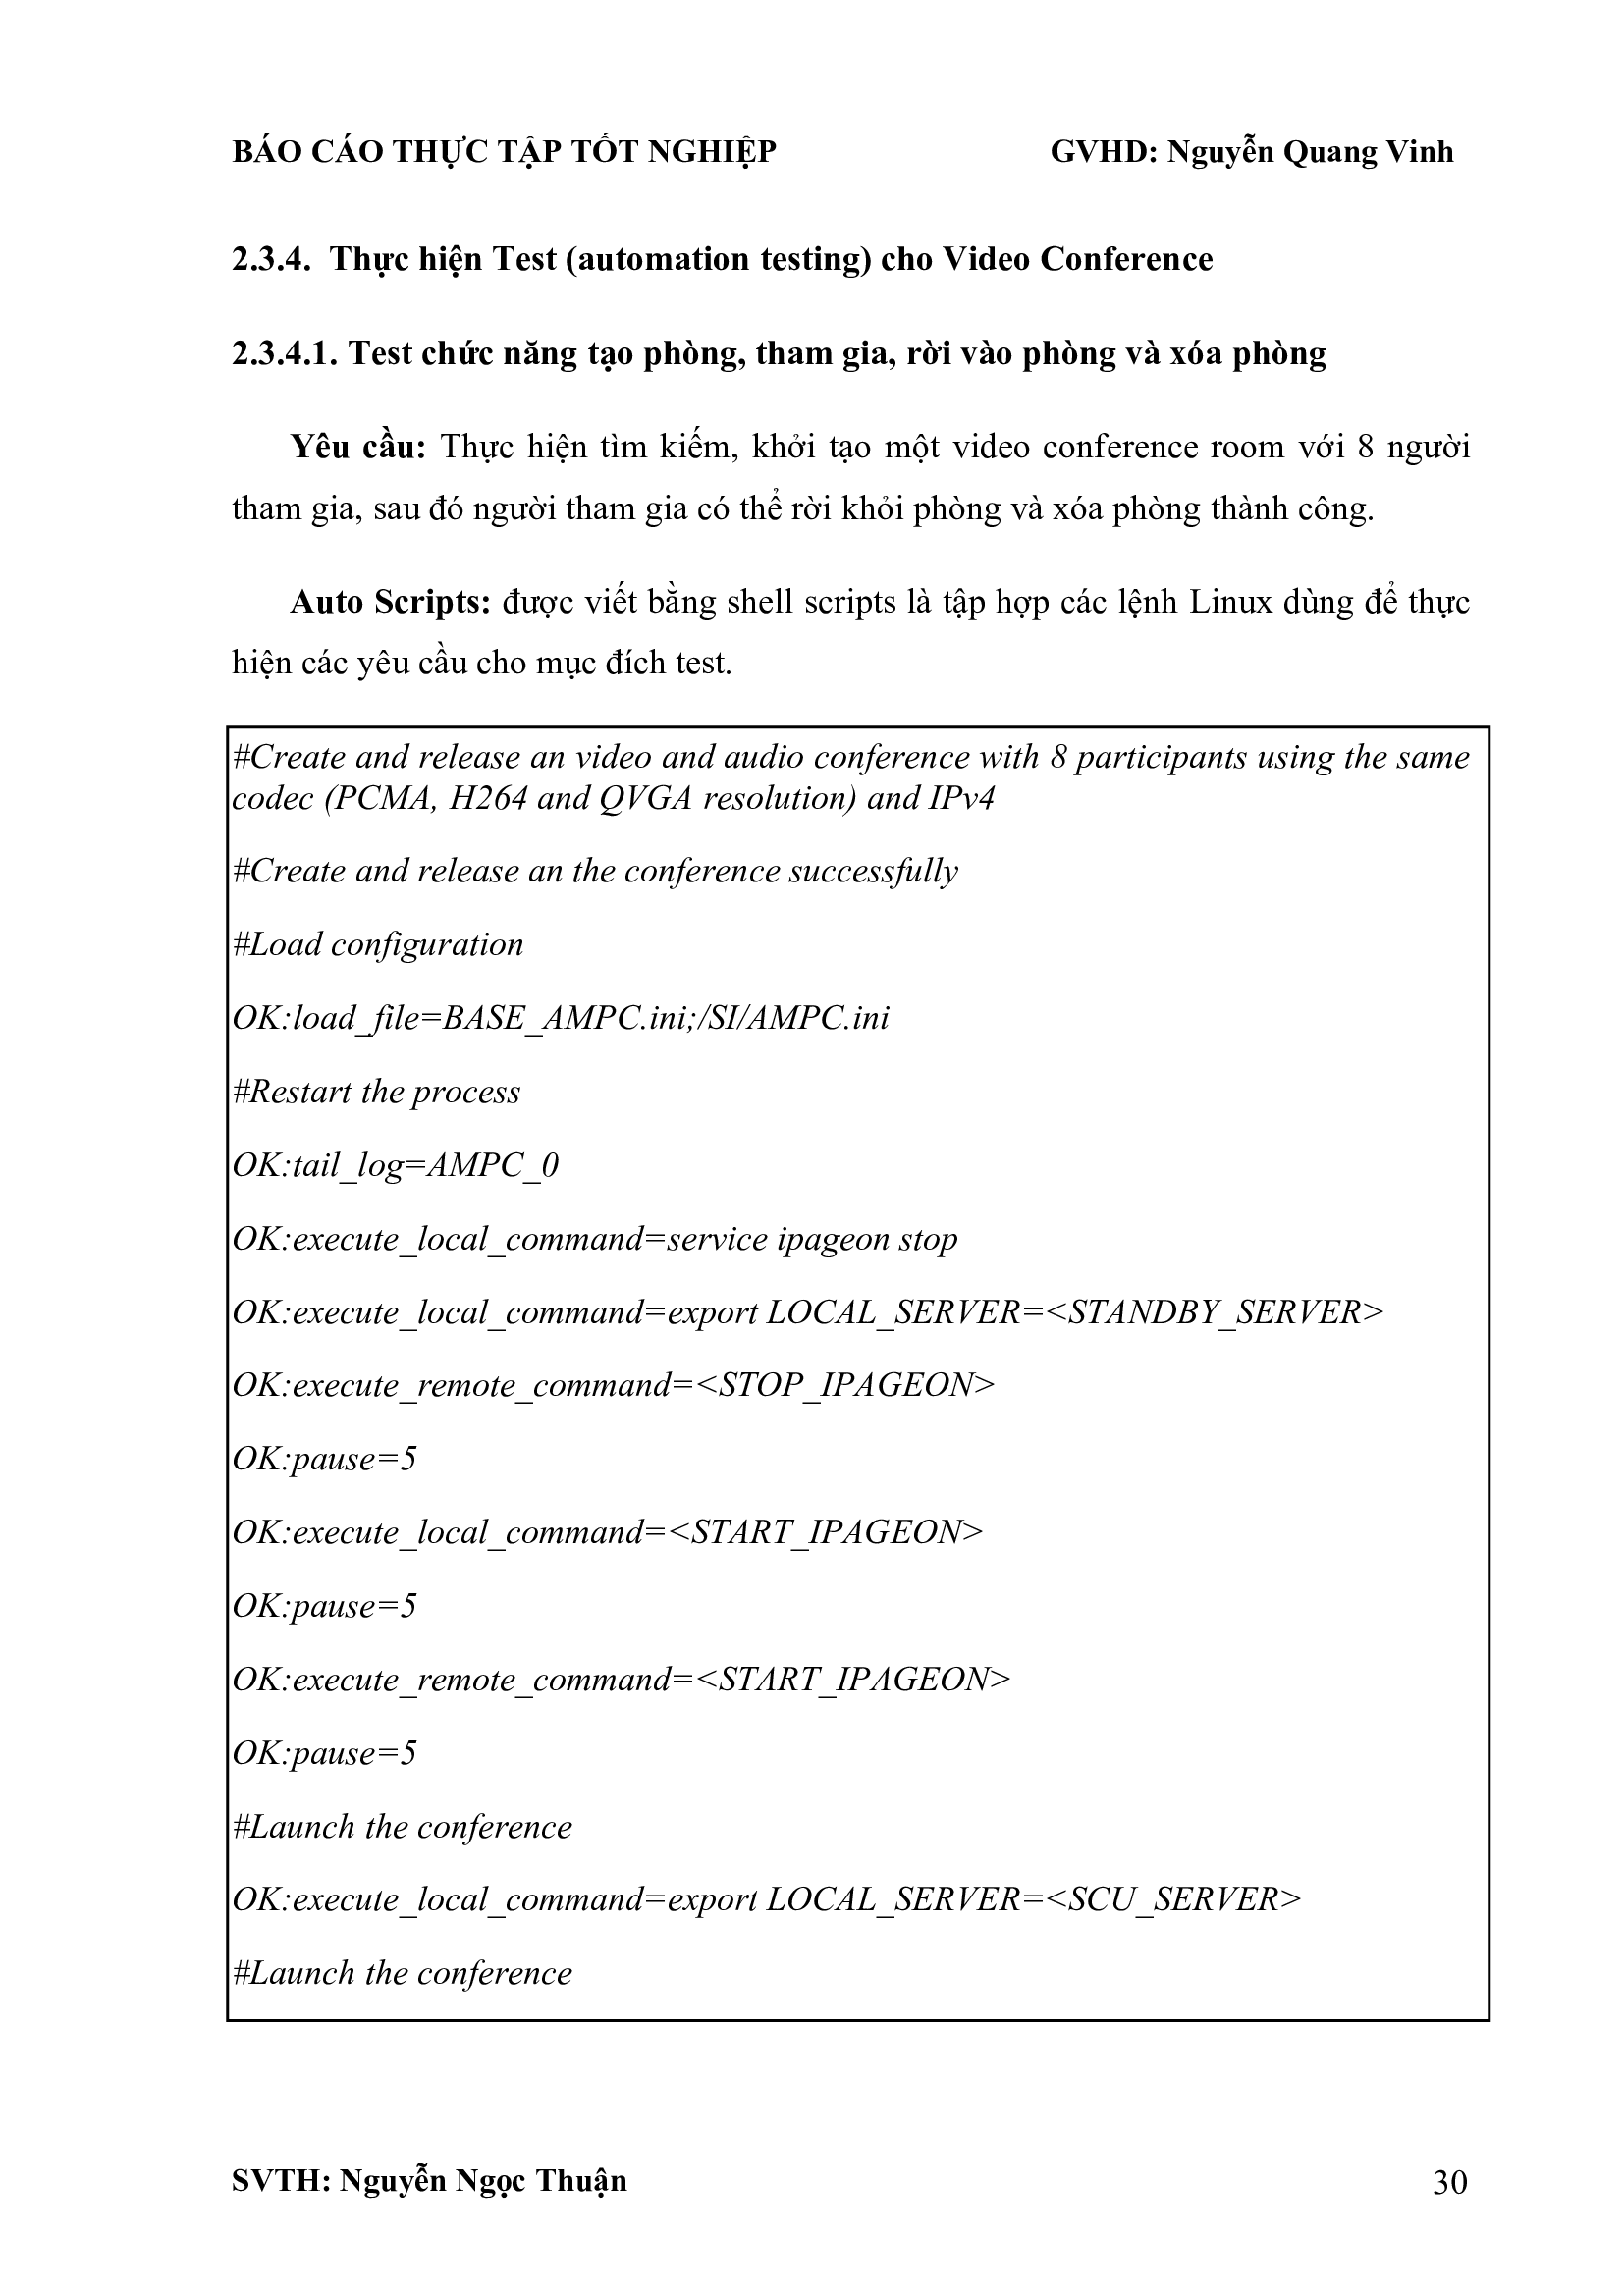 BÁO CÁO THỰC TẬP TỐT NGHIỆP GVHD: Nguyễn Quang Vinh
2.3.4. Thực hiện Test (automation testing) cho Video Conference
2.3.4.1. Test chức năng tạo phòng, tham gia, rời vào phòng và xóa phòng
Yêu cầu: Thực hiện tìm kiếm, khởi tạo một video conference room với 8 người
tham gia, sau đó người tham gia có thể rời khỏi phòng và xóa phòng thành công.
Auto Scripts: được viết bằng shell scripts là tập hợp các lệnh Linux dùng để thực
hiện các yêu cầu cho mục đích test.
#Create and release an video and audio conference with 8 participants using the same
codec (PCMA, H264 and QVGA resolution) and IPv4
#Create and release an the conference successfully
#Load configuration
OK:load_file=BASE_AMPC.ini;/SI/AMPC.ini
#Restart the process
OK:tail_log=AMPC_0
OK:execute_local_command=service ipageon stop
OK:execute_local_command=export LOCAL_SERVER=<STANDBY_SERVER>
OK:execute_remote_command=<STOP_IPAGEON>
OK:pause=5
OK:execute_local_command=<START_IPAGEON>
OK:pause=5
OK:execute_remote_command=<START_IPAGEON>
OK:pause=5
#Launch the conference
OK:execute_local_command=export LOCAL_SERVER=<SCU_SERVER>
#Launch the conference
SVTH: Nguyễn Ngọc Thuận 30